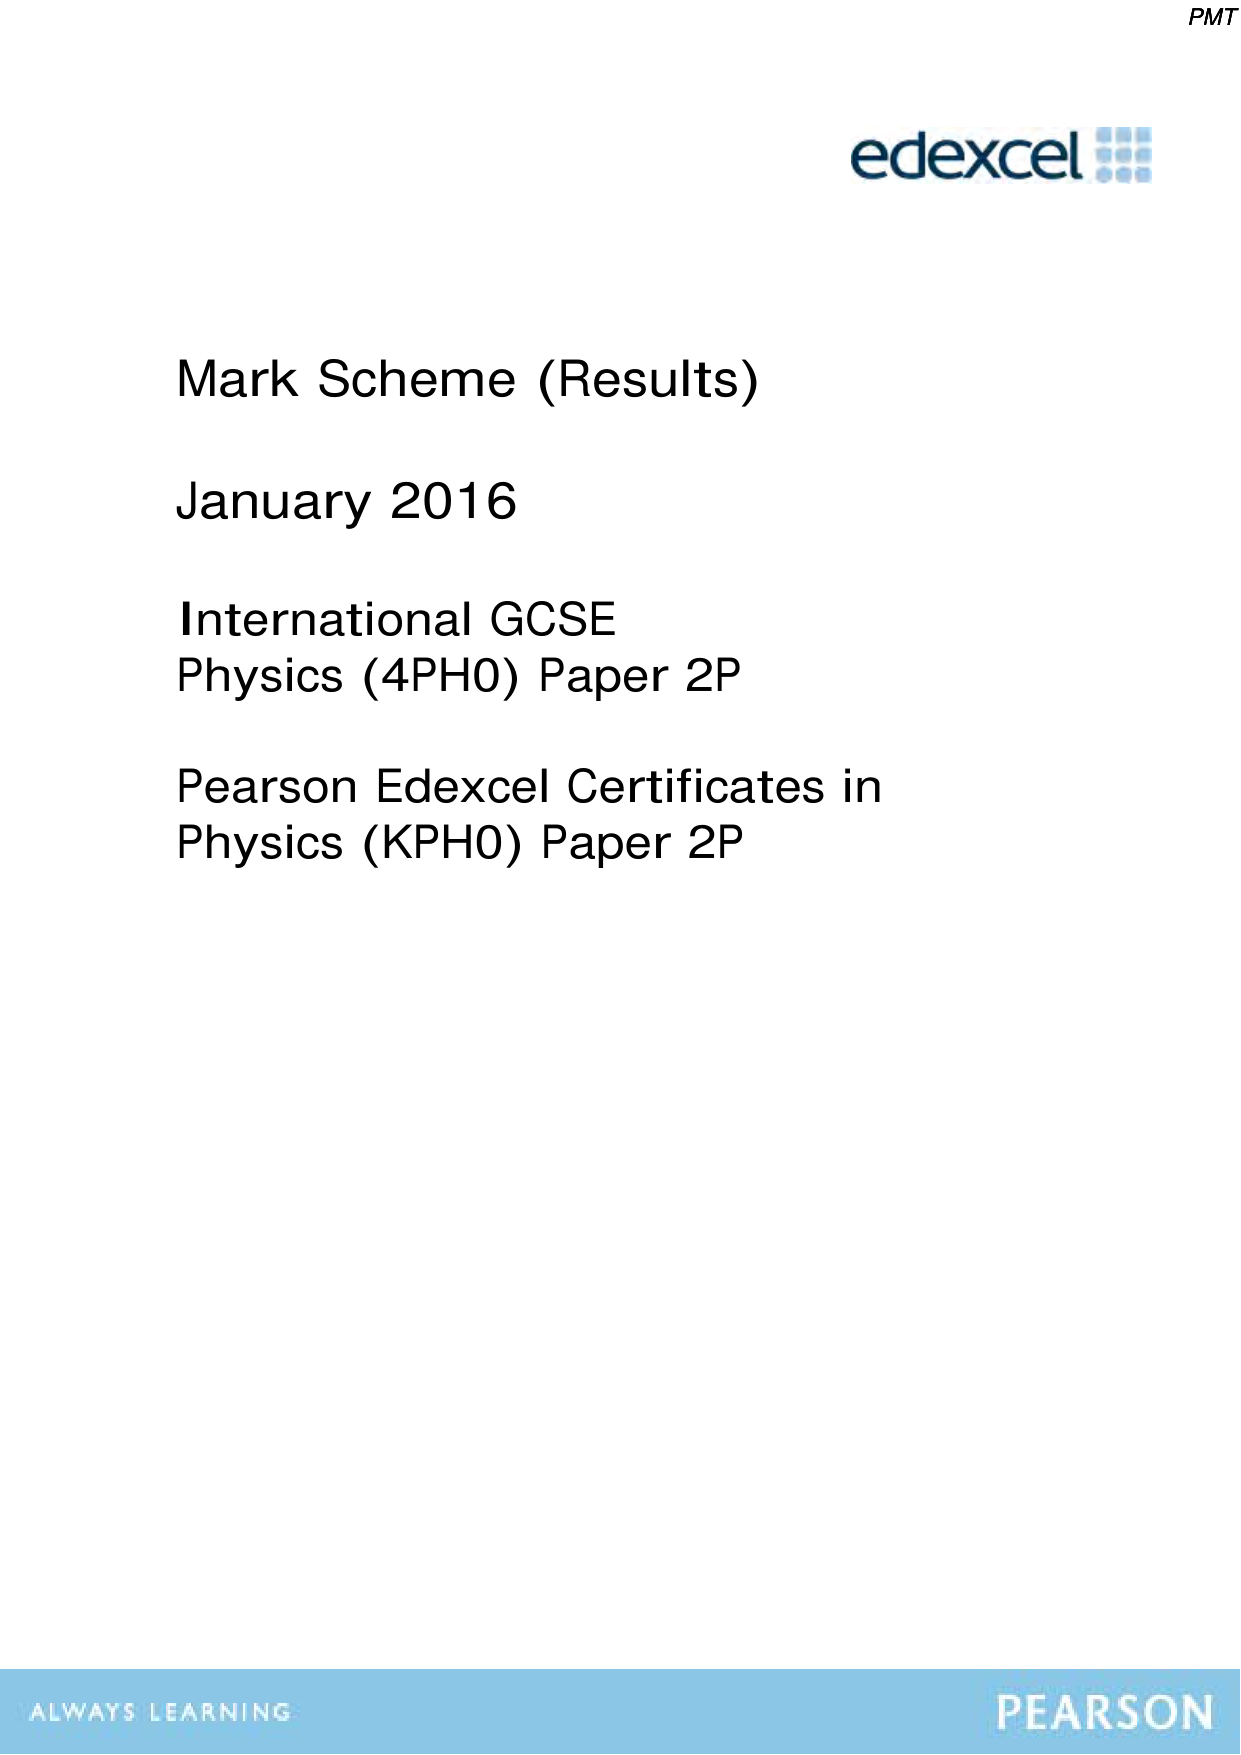 PMT
edexcel
Mark Scheme (Results)
January 2016
International GCSE
Physics (4PH0) Paper 2P
Pearson Edexcel Certificates in
Physics (KPH0) Paper 2P
ALWAYS LEARNING
PEARSON